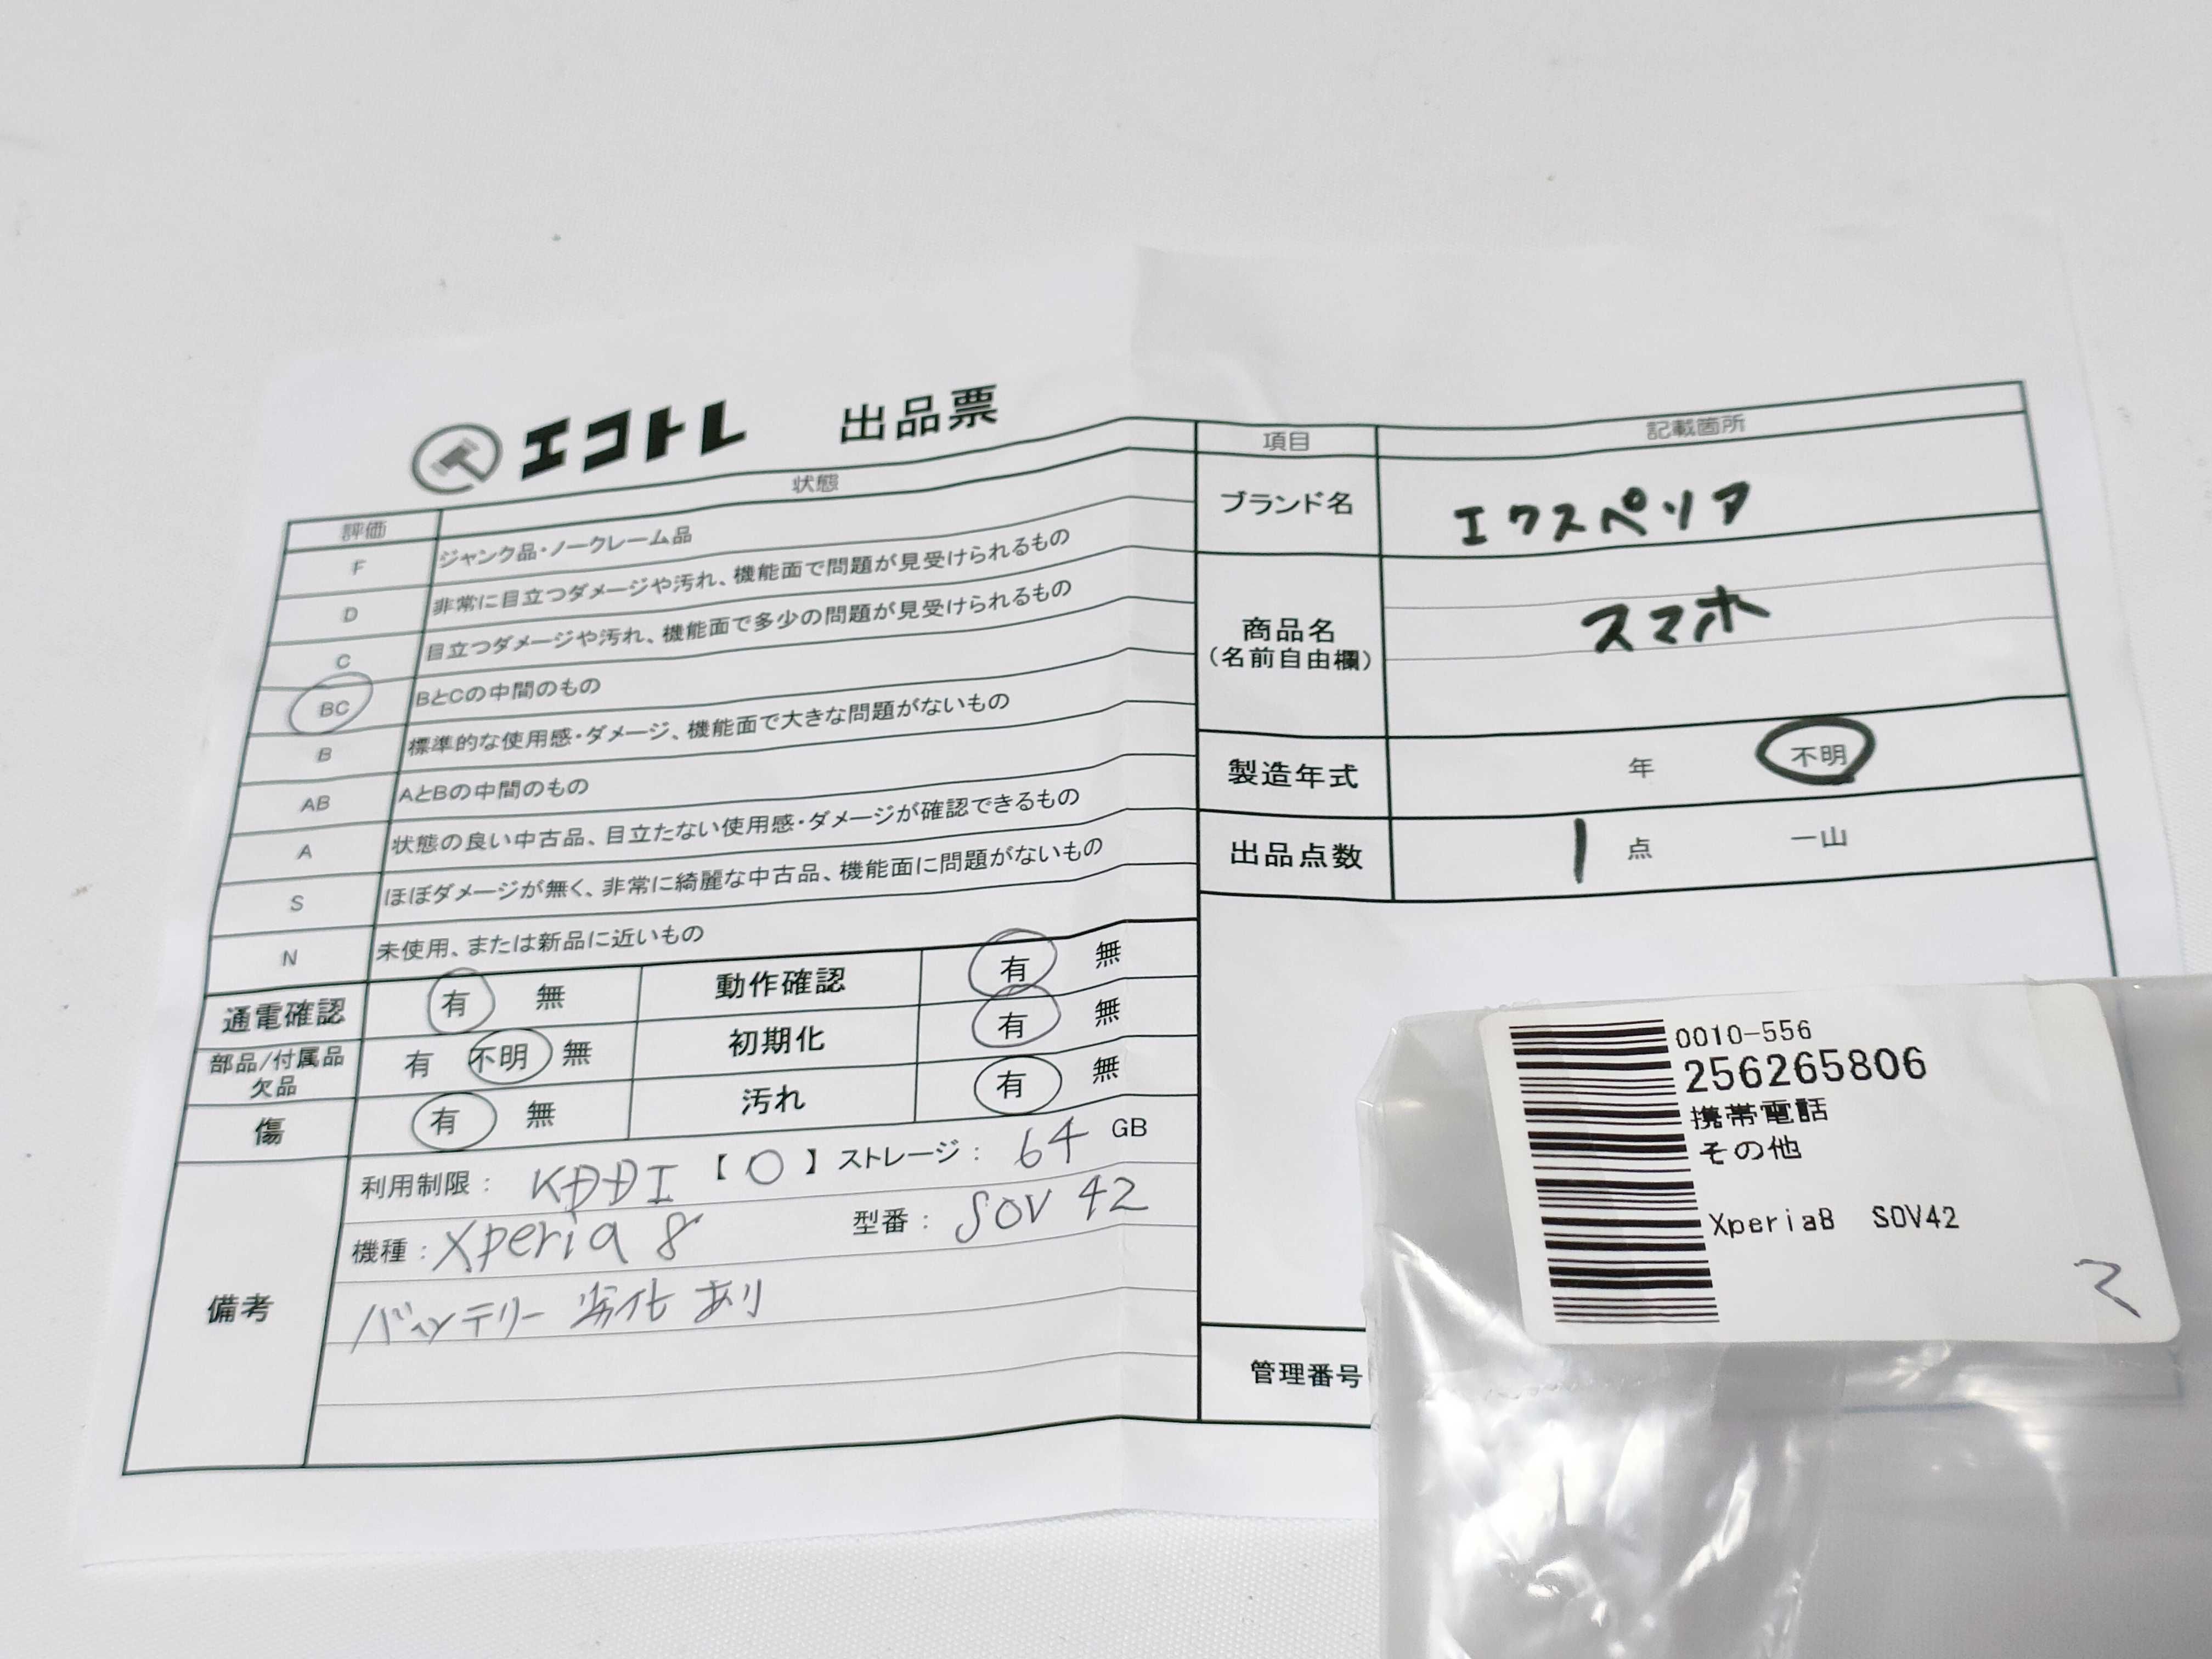 エコトレ 出品票
評価 状態
F ジャンク品・ノークレーム品
D 非常に目立つダメージや汚れ、機能面で問題が見受けられるもの
C 目立つダメージや汚れ、機能面で多少の問題が見受けられるもの
BC BとCの中間のもの
B 標準的な使用感・ダメージ、機能面で大きな問題がないもの
AB AとBの中間のもの
A 状態の良い中古品、目立たない使用感・ダメージが確認できるもの
S ほぼダメージが無く、非常に綺麗な中古品、機能面に問題がないもの
N 未使用、または新品に近いもの
通電確認 有 無 動作確認 有 無
部品/付属品欠品 有 不明 無 初期化 有 無
傷 有 無 汚れ 有 無
備考
利用制限: KDDI 【○】 ストレージ: 64 GB
機種: Xperia 8 型番: SOV 42
バッテリー 劣化 あり
項目 記載箇所
ブランド名 エクスペリア
商品名
(名前自由欄) スマホ
製造年式 年 不明
出品点数 1 点 一山
管理番号
0010-556
256265806
携帯電話
その他
Xperia8 SOV42